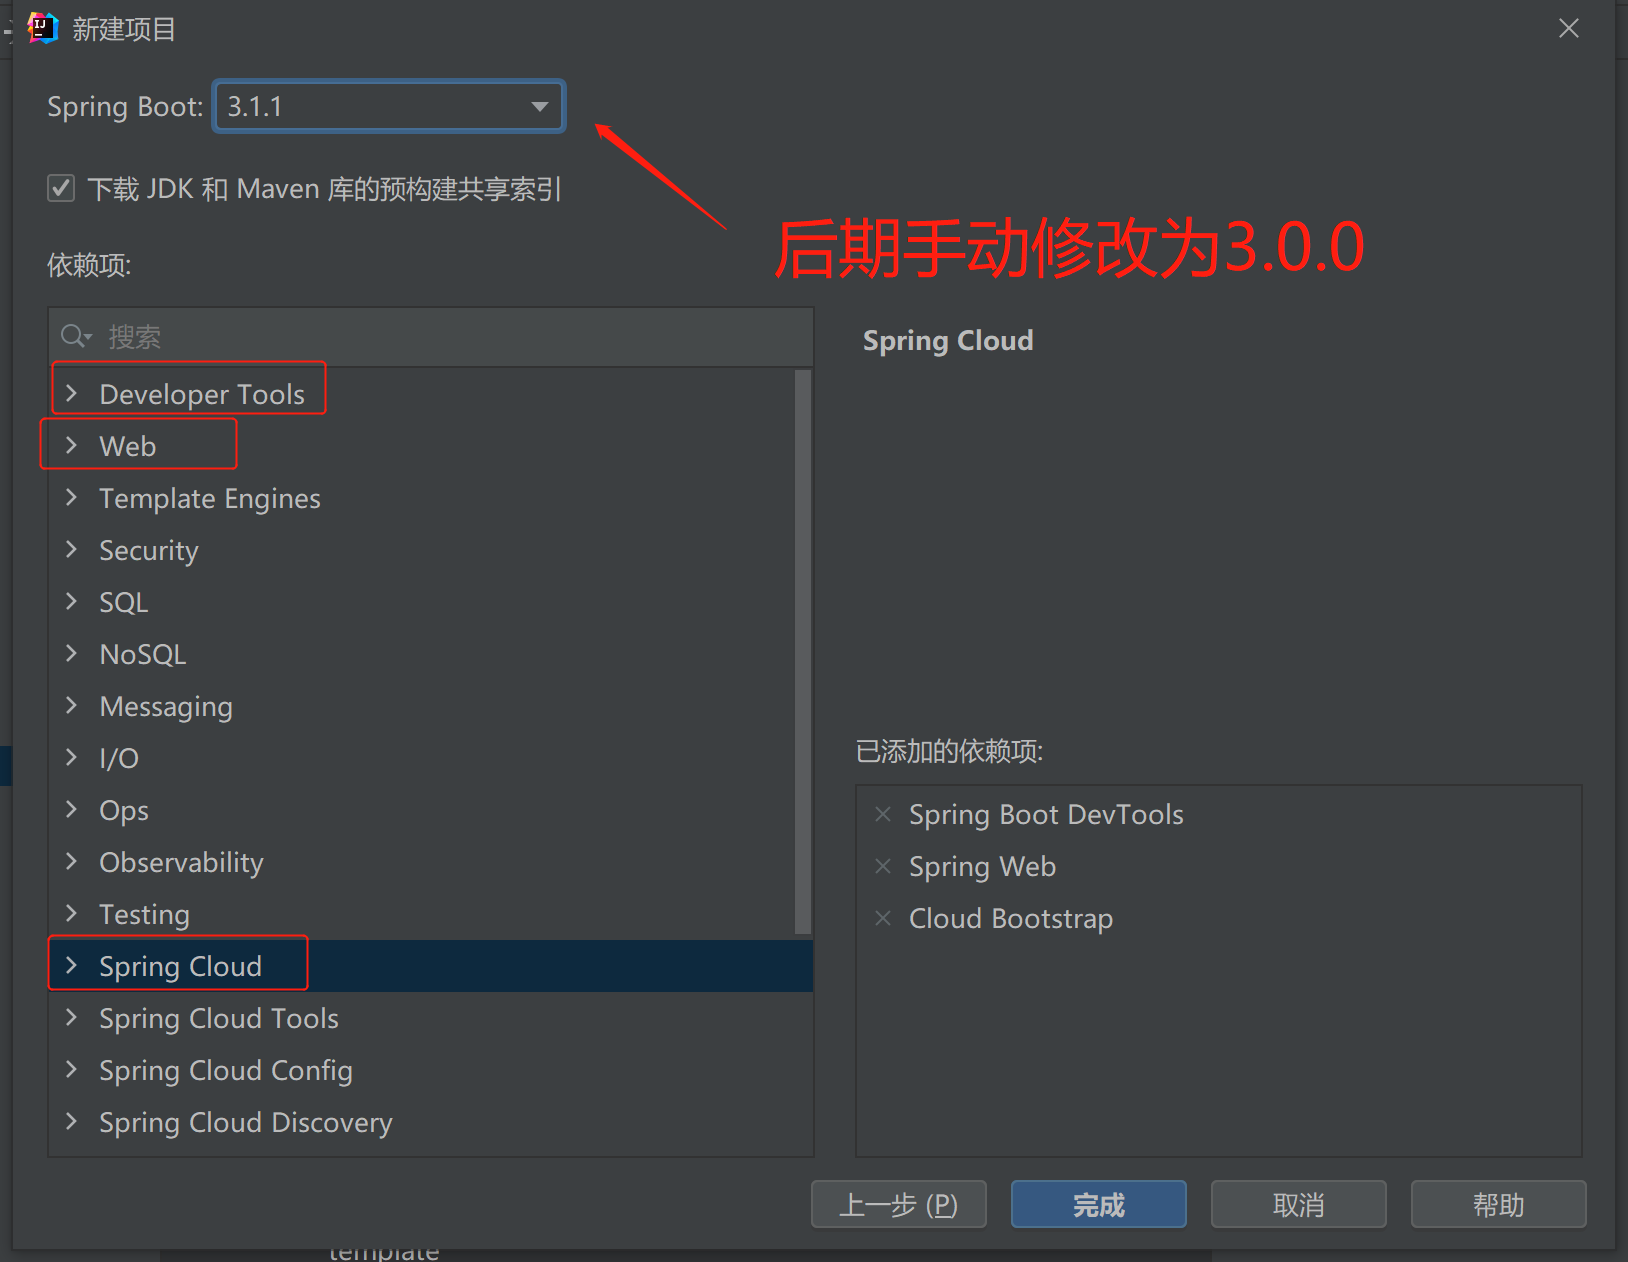 新建项目
Spring Boot: 3.1.1
下载 JDK 和 Maven 库的预构建共享索引
后期手动修改为3.0.0
依赖项:
搜索
Developer Tools
Web
Template Engines
Security
SQL
NoSQL
Messaging
I/O
Ops
Observability
Testing
Spring Cloud
Spring Cloud Tools
Spring Cloud Config
Spring Cloud Discovery
Spring Cloud
已添加的依赖项:
Spring Boot DevTools
Spring Web
Cloud Bootstrap
上一步 (P)
完成
取消
帮助
template